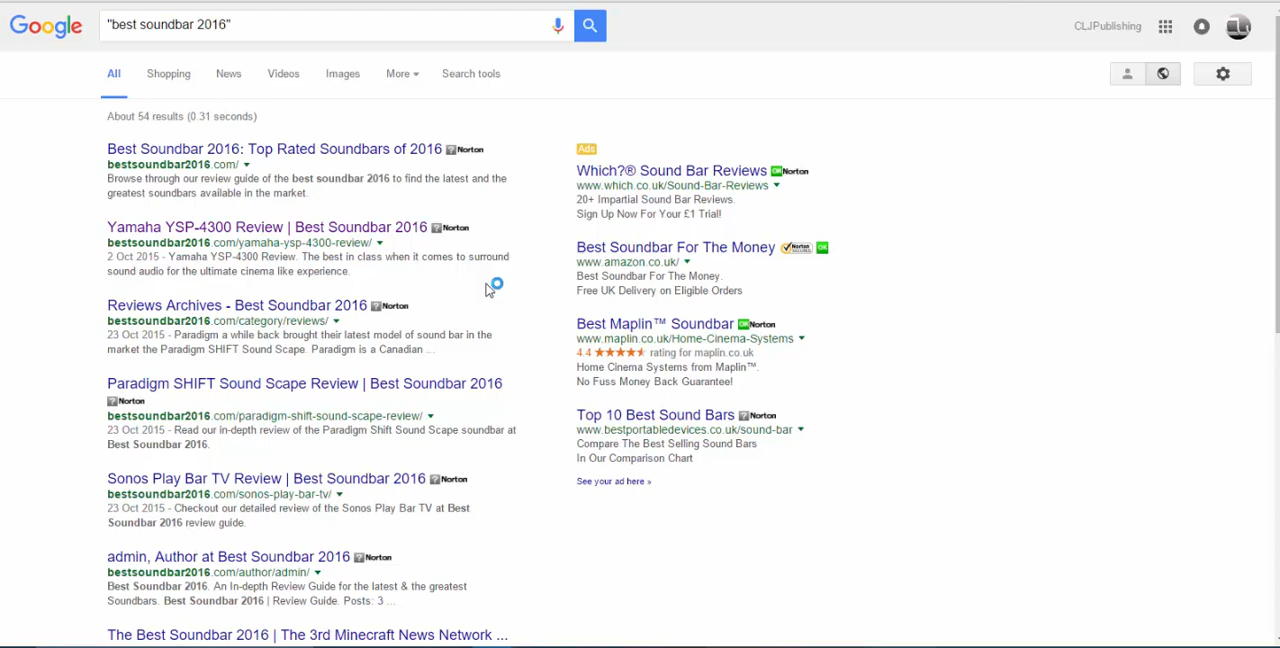 Google
"best soundbar 2016"
CLJPublishing
All Shopping News Videos Images More Search tools
About 54 results (0.31 seconds)
Best Soundbar 2016: Top Rated Soundbars of 2016 Norton
bestsoundbar2016.com/
Browse through our review guide of the best soundbar 2016 to find the latest and the
greatest soundbars available in the market.
Yamaha YSP-4300 Review | Best Soundbar 2016 Norton
bestsoundbar2016.com/yamaha-ysp-4300-review/
2 Oct 2015 - Yamaha YSP-4300 Review. The best in class when it comes to surround
sound audio for the ultimate cinema like experience.
Reviews Archives - Best Soundbar 2016 Norton
bestsoundbar2016.com/category/reviews/
23 Oct 2015 - Paradigm a while back brought their latest model of sound bar in the
market the Paradigm SHIFT Sound Scape. Paradigm is a Canadian ...
Paradigm SHIFT Sound Scape Review | Best Soundbar 2016
Norton
bestsoundbar2016.com/paradigm-shift-sound-scape-review/
23 Oct 2015 - Read our in-depth review of the Paradigm Shift Sound Scape soundbar at
Best Soundbar 2016.
Sonos Play Bar TV Review | Best Soundbar 2016 Norton
bestsoundbar2016.com/sonos-play-bar-tv/
23 Oct 2015 - Checkout our detailed review of the Sonos Play Bar TV at Best
Soundbar 2016 review guide.
admin, Author at Best Soundbar 2016 Norton
bestsoundbar2016.com/author/admin/
Best Soundbar 2016. An In-depth Review Guide for the latest & the greatest
Soundbars. Best Soundbar 2016 | Review Guide. Posts: 3 ...
The Best Soundbar 2016 | The 3rd Minecraft News Network ...
Ads
Which?® Sound Bar Reviews OK Norton
www.which.co.uk/Sound-Bar-Reviews
20+ Impartial Sound Bar Reviews.
Sign Up Now For Your £1 Trial!
Best Soundbar For The Money Norton SECURED OK
www.amazon.co.uk/
Best Soundbar For The Money.
Free UK Delivery on Eligible Orders
Best Maplin™ Soundbar OK Norton
www.maplin.co.uk/Home-Cinema-Systems
4.4 ★★★★★ rating for maplin.co.uk
Home Cinema Systems from Maplin™.
No Fuss Money Back Guarantee!
Top 10 Best Sound Bars Norton
www.bestportabledevices.co.uk/sound-bar
Compare The Best Selling Sound Bars
In Our Comparison Chart
See your ad here »